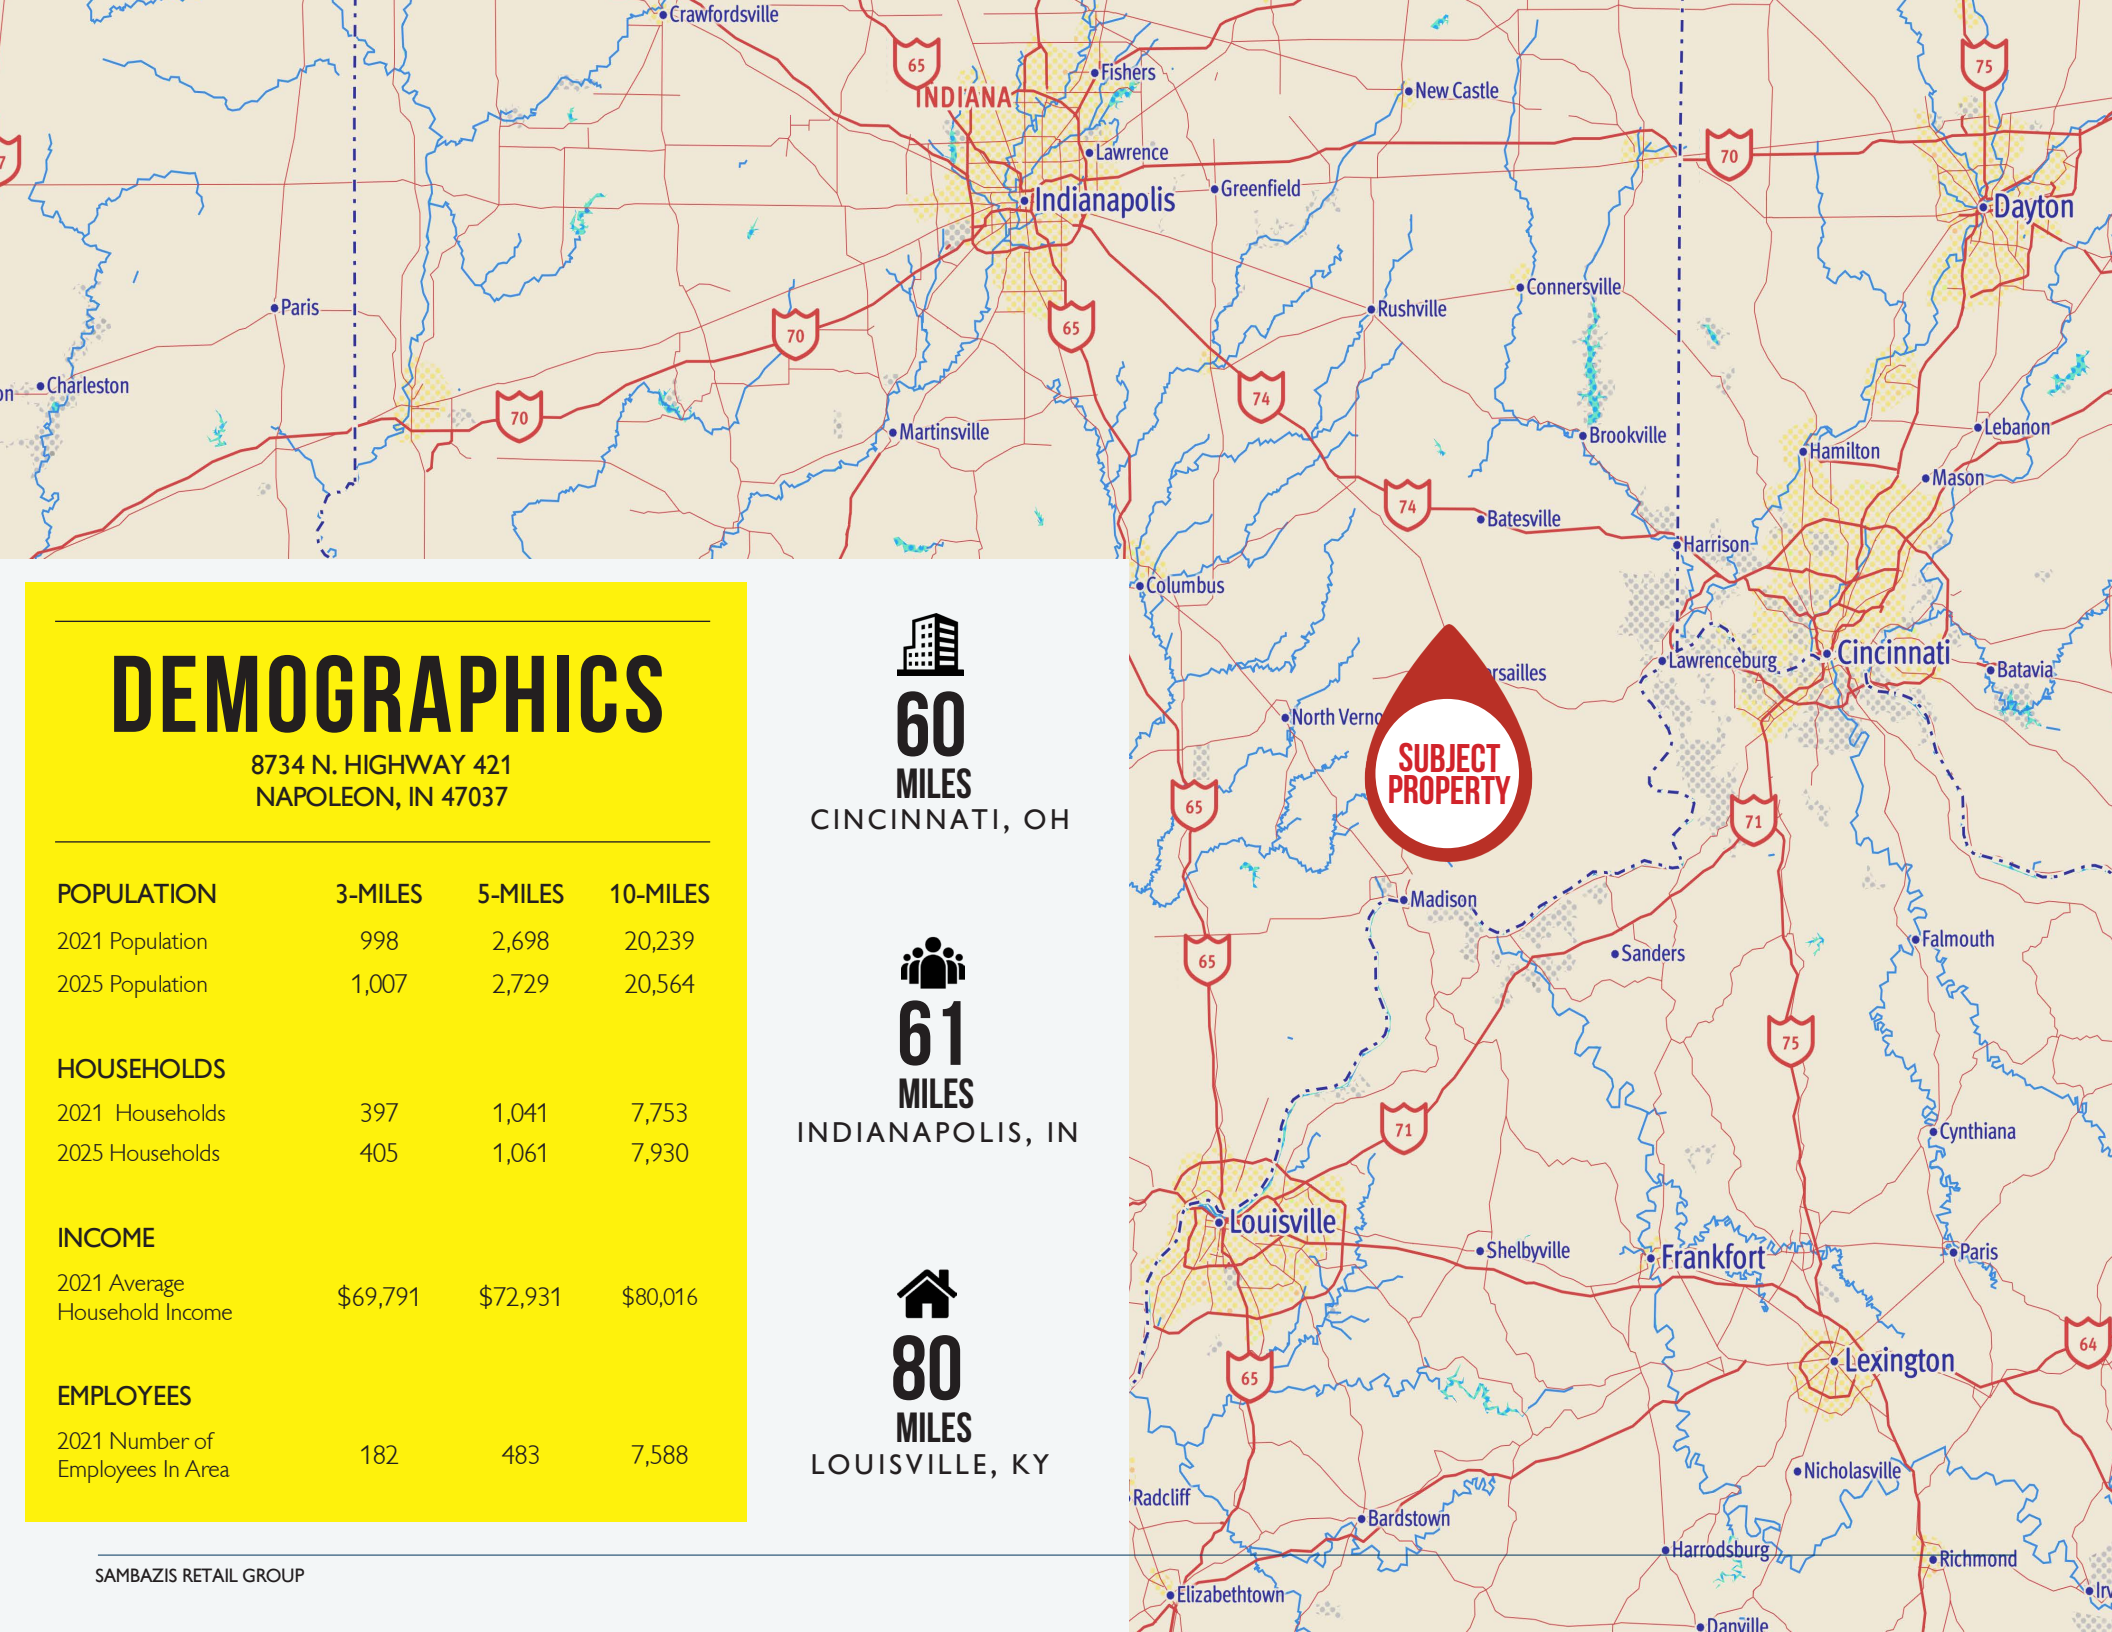 Crawfordsville
65
75
INDIANA
Fishers
New Castle
Lawrence
70
7
Indianapolis
Greenfield
Dayton
Connersville
Paris
Rushville
70
65
Charleston
on
70
74
Martinsville
Brookville
Lebanon
Hamilton
Mason
74
Batesville
Harrison
Columbus
DEMOGRAPHICS
8734 N. HIGHWAY 421
NAPOLEON, IN 47037
POPULATION 3-MILES 5-MILES 10-MILES
2021 Population 998 2,698 20,239
2025 Population 1,007 2,729 20,564
HOUSEHOLDS
2021 Households 397 1,041 7,753
2025 Households 405 1,061 7,930
INCOME
2021 Average
Household Income $69,791 $72,931 $80,016
EMPLOYEES
2021 Number of
Employees In Area 182 483 7,588
60
MILES
CINCINNATI, OH
61
MILES
INDIANAPOLIS, IN
80
MILES
LOUISVILLE, KY
Cincinnati
Lawrenceburg
Batavia
rsailles
North Verno
SUBJECT
PROPERTY
65
71
Madison
Falmouth
Sanders
65
75
71
Cynthiana
Louisville
Shelbyville
Frankfort
Paris
64
Lexington
65
Nicholasville
Radcliff
Bardstown
Harrodsburg
Richmond
Elizabethtown
Irv
Danville
SAMBAZIS RETAIL GROUP